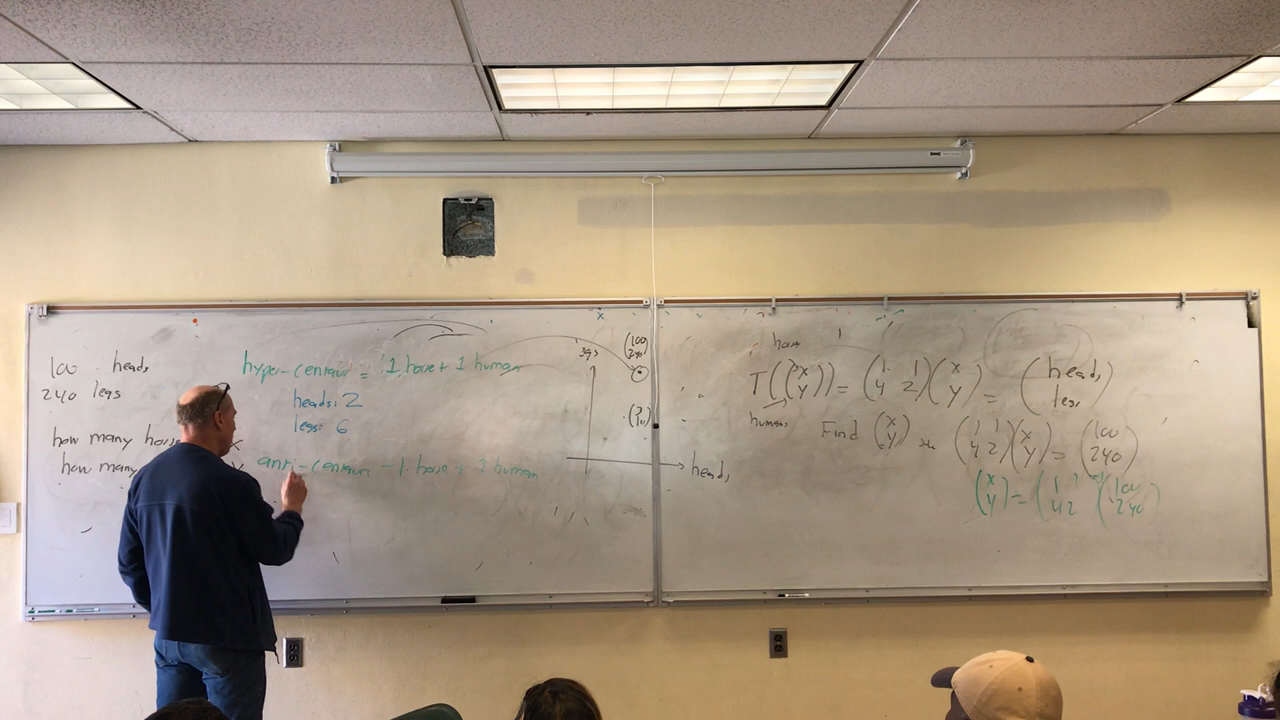 100 heads
240 legs
how many
how many
hyper-centaur = 1 horse + 1 human
heads: 2
legs: 6
anti-centaur - 1 horse + 1 human
(100
240)
heads
T((x
y)) = (1 1
4 2)(x
y) = (heads
legs
humans
Find (x
y) (1 1
4 2)(x
y) = (100
240)
(x
y) = (1 1
4 2)⁻¹(100
240)